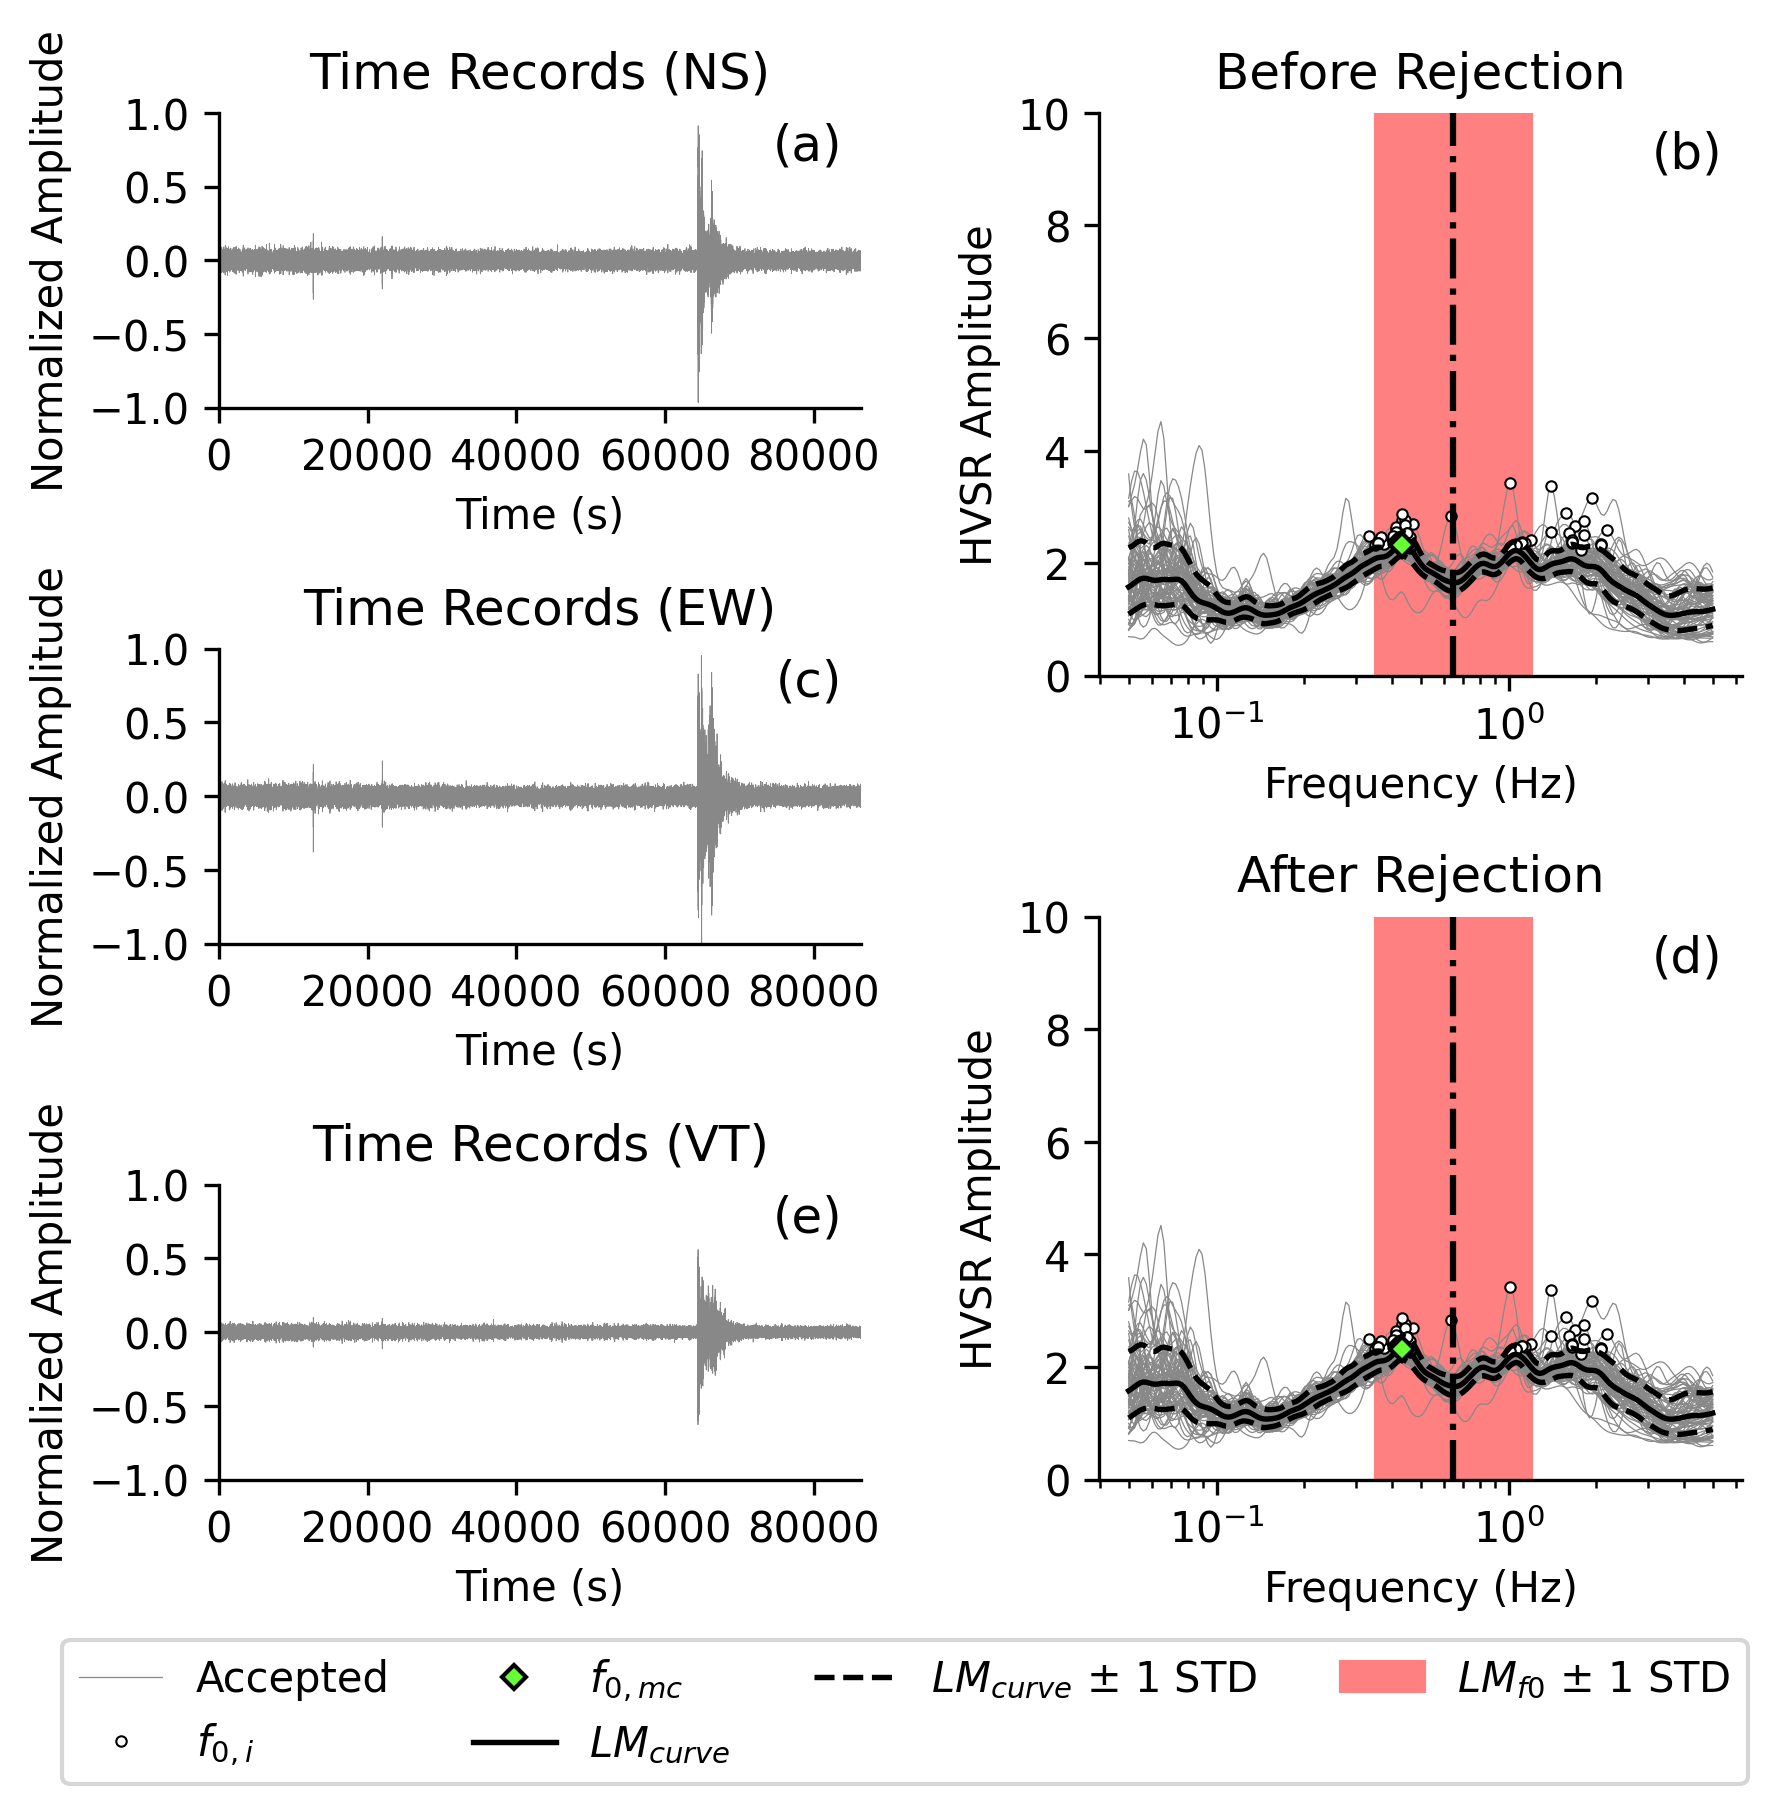 Time Records (NS)
Normalized Amplitude
1.0
0.5
0.0
−0.5
−1.0
(a)
0 20000 40000 60000 80000
Time (s)
Before Rejection
HVSR Amplitude
10
8
6
4
2
0
(b)
10⁻¹ 10⁰
Frequency (Hz)
Time Records (EW)
Normalized Amplitude
1.0
0.5
0.0
−0.5
−1.0
(c)
0 20000 40000 60000 80000
Time (s)
After Rejection
HVSR Amplitude
10
8
6
4
2
0
(d)
10⁻¹ 10⁰
Frequency (Hz)
Time Records (VT)
Normalized Amplitude
1.0
0.5
0.0
−0.5
−1.0
(e)
0 20000 40000 60000 80000
Time (s)
Accepted f0,mc LMcurve ± 1 STD LMf0 ± 1 STD
f0,i LMcurve